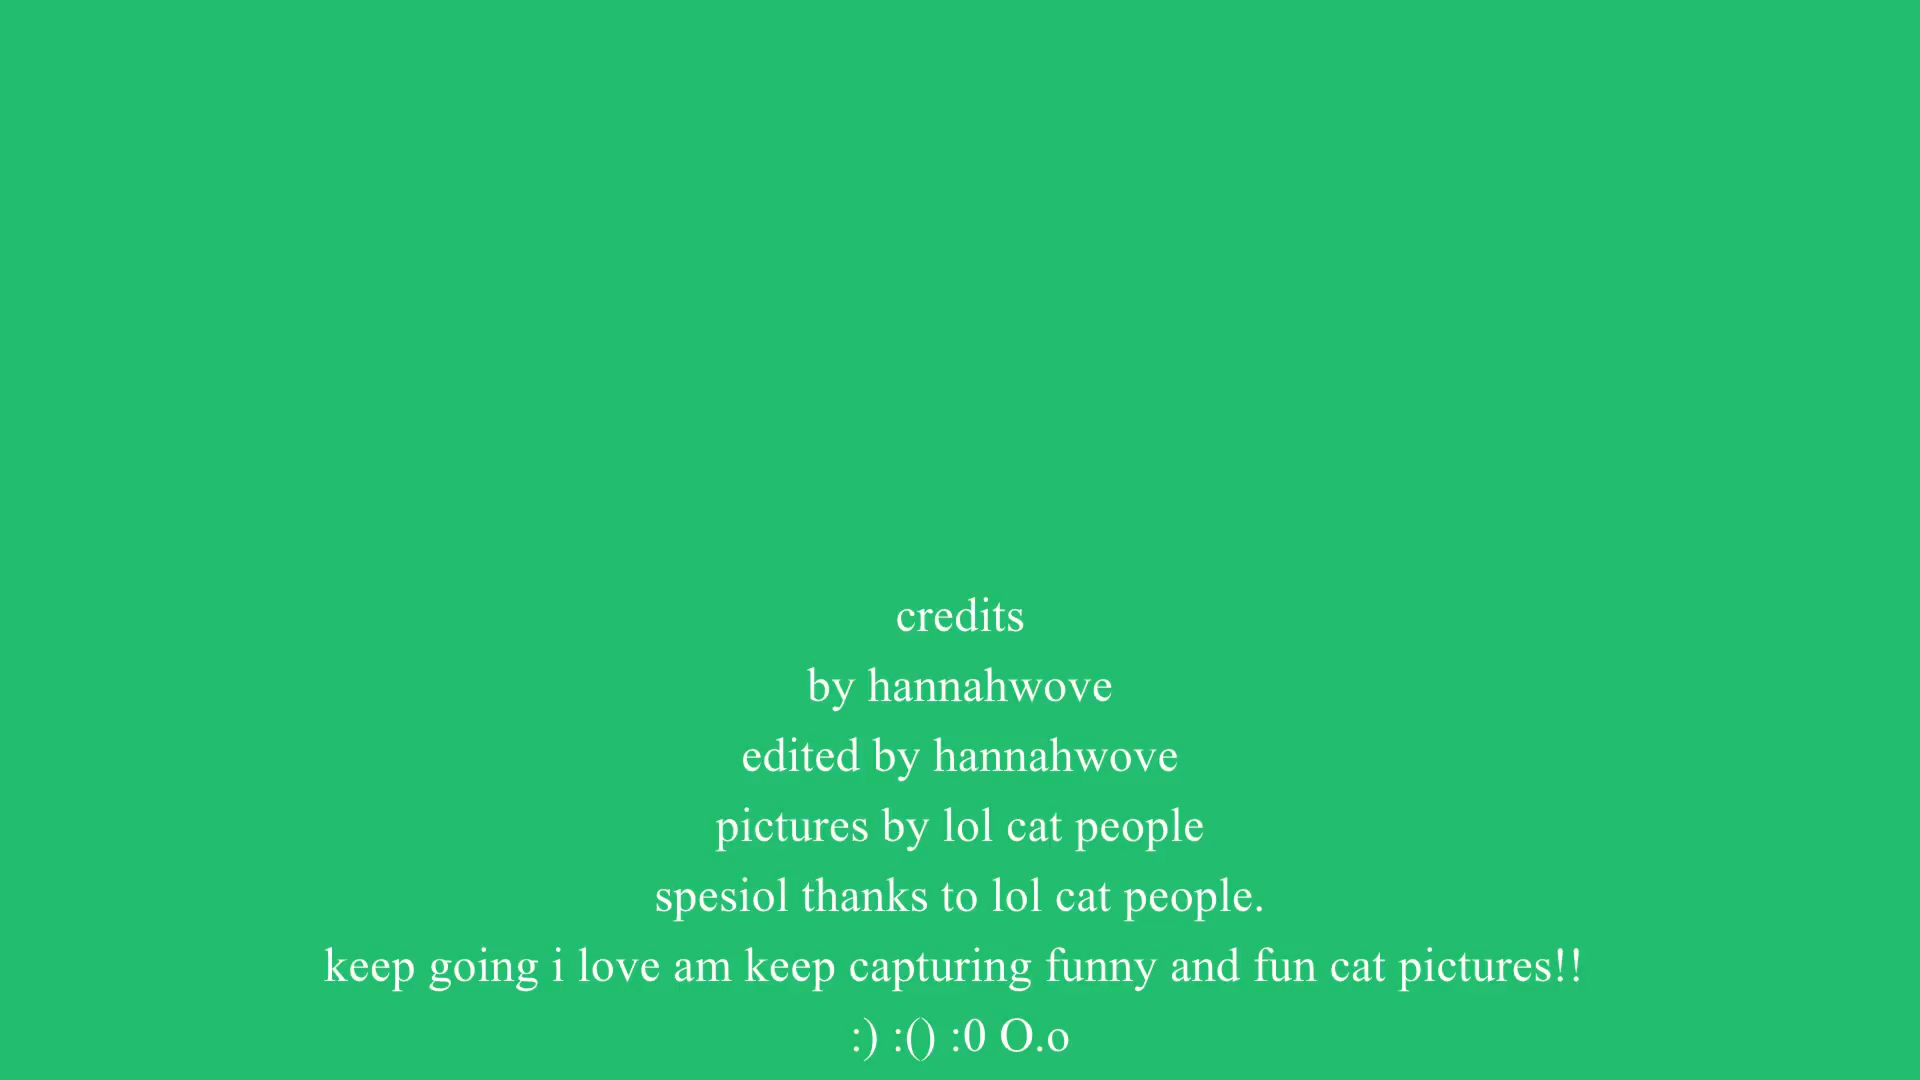 credits
by hannahwove
edited by hannahwove
pictures by lol cat people
spesiol thanks to lol cat people.
keep going i love am keep capturing funny and fun cat pictures!!
:) :() :0 O.o